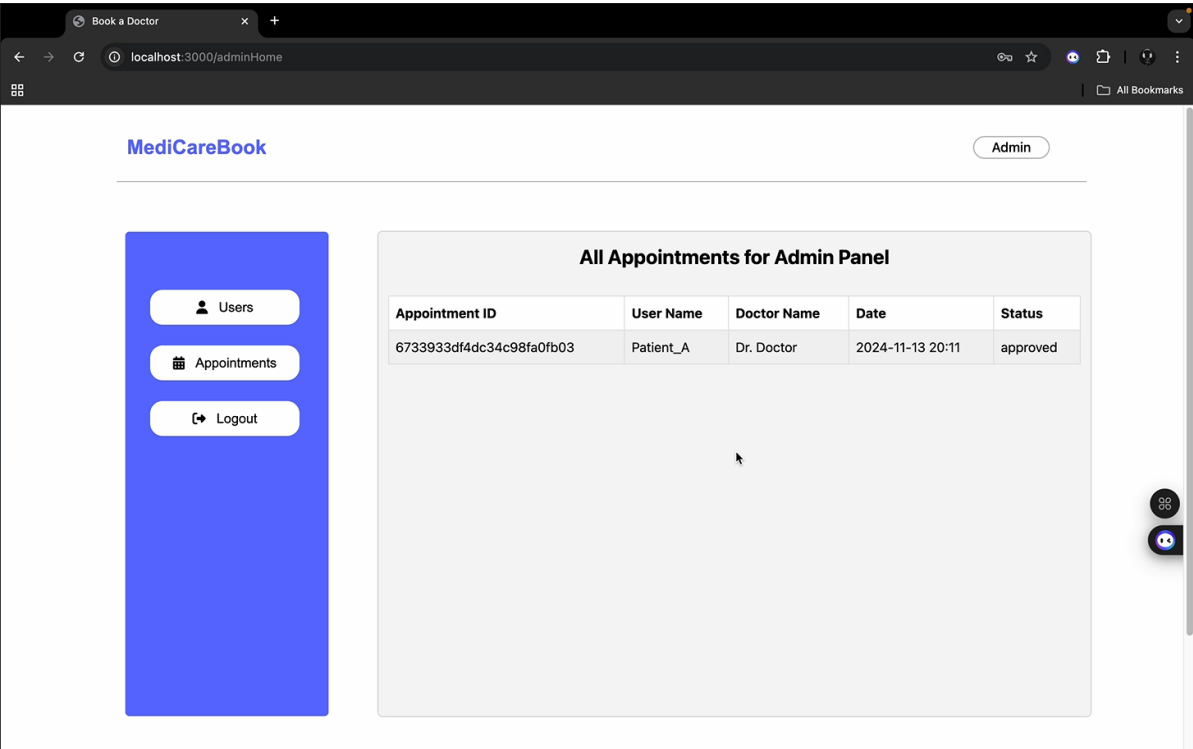 Book a Doctor
localhost:3000/adminHome
All Bookmarks
MediCareBook
Admin
Users
Appointments
Logout
All Appointments for Admin Panel
Appointment ID User Name Doctor Name Date Status
6733933df4dc34c98fa0fb03 Patient_A Dr. Doctor 2024-11-13 20:11 approved